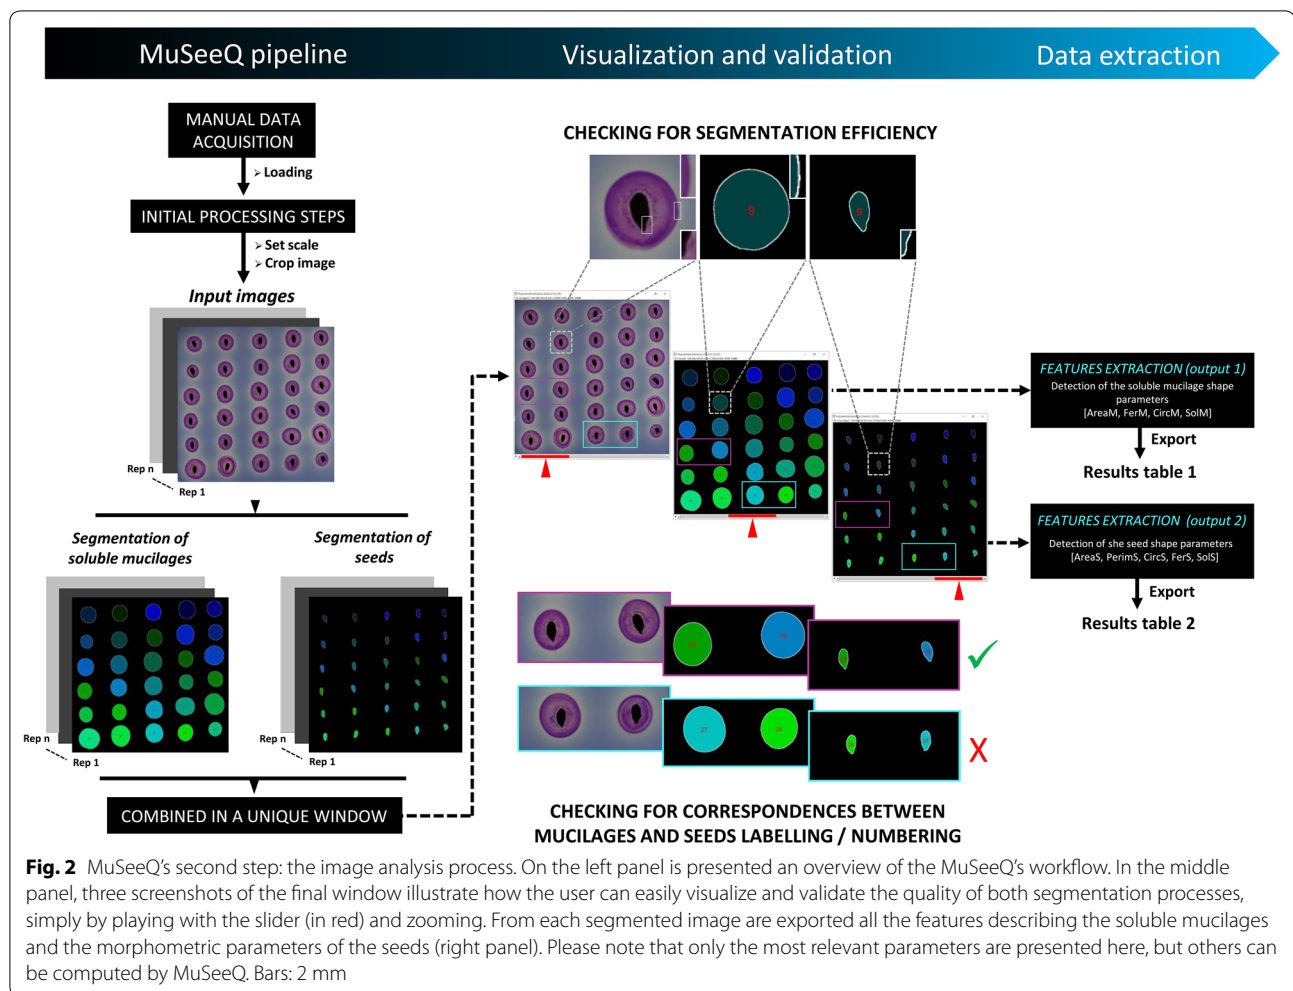 MuSeeQ pipeline
Visualization and validation
Data extraction
MANUAL DATA
ACQUISITION
➢ Loading
INITIAL PROCESSING STEPS
➢ Set scale
➢ Crop image
Input images
Rep n
Rep 1
Segmentation of
soluble mucilages
Segmentation of
seeds
Rep n
Rep 1
Rep n
Rep 1
COMBINED IN A UNIQUE WINDOW
CHECKING FOR SEGMENTATION EFFICIENCY
9
9
27
CHECKING FOR CORRESPONDENCES BETWEEN
MUCILAGES AND SEEDS LABELLING / NUMBERING
FEATURES EXTRACTION (output 1)
Detection of the soluble mucilage shape
parameters
[AreaM, FerM, CircM, SolM]
Export
Results table 1
FEATURES EXTRACTION (output 2)
Detection of she seed shape parameters
[AreaS, PerimS, CircS, FerS, SolS]
Export
Results table 2
Fig. 2 MuSeeQ's second step: the image analysis process. On the left panel is presented an overview of the MuSeeQ's workflow. In the middle
panel, three screenshots of the final window illustrate how the user can easily visualize and validate the quality of both segmentation processes,
simply by playing with the slider (in red) and zooming. From each segmented image are exported all the features describing the soluble mucilages
and the morphometric parameters of the seeds (right panel). Please note that only the most relevant parameters are presented here, but others can
be computed by MuSeeQ. Bars: 2 mm